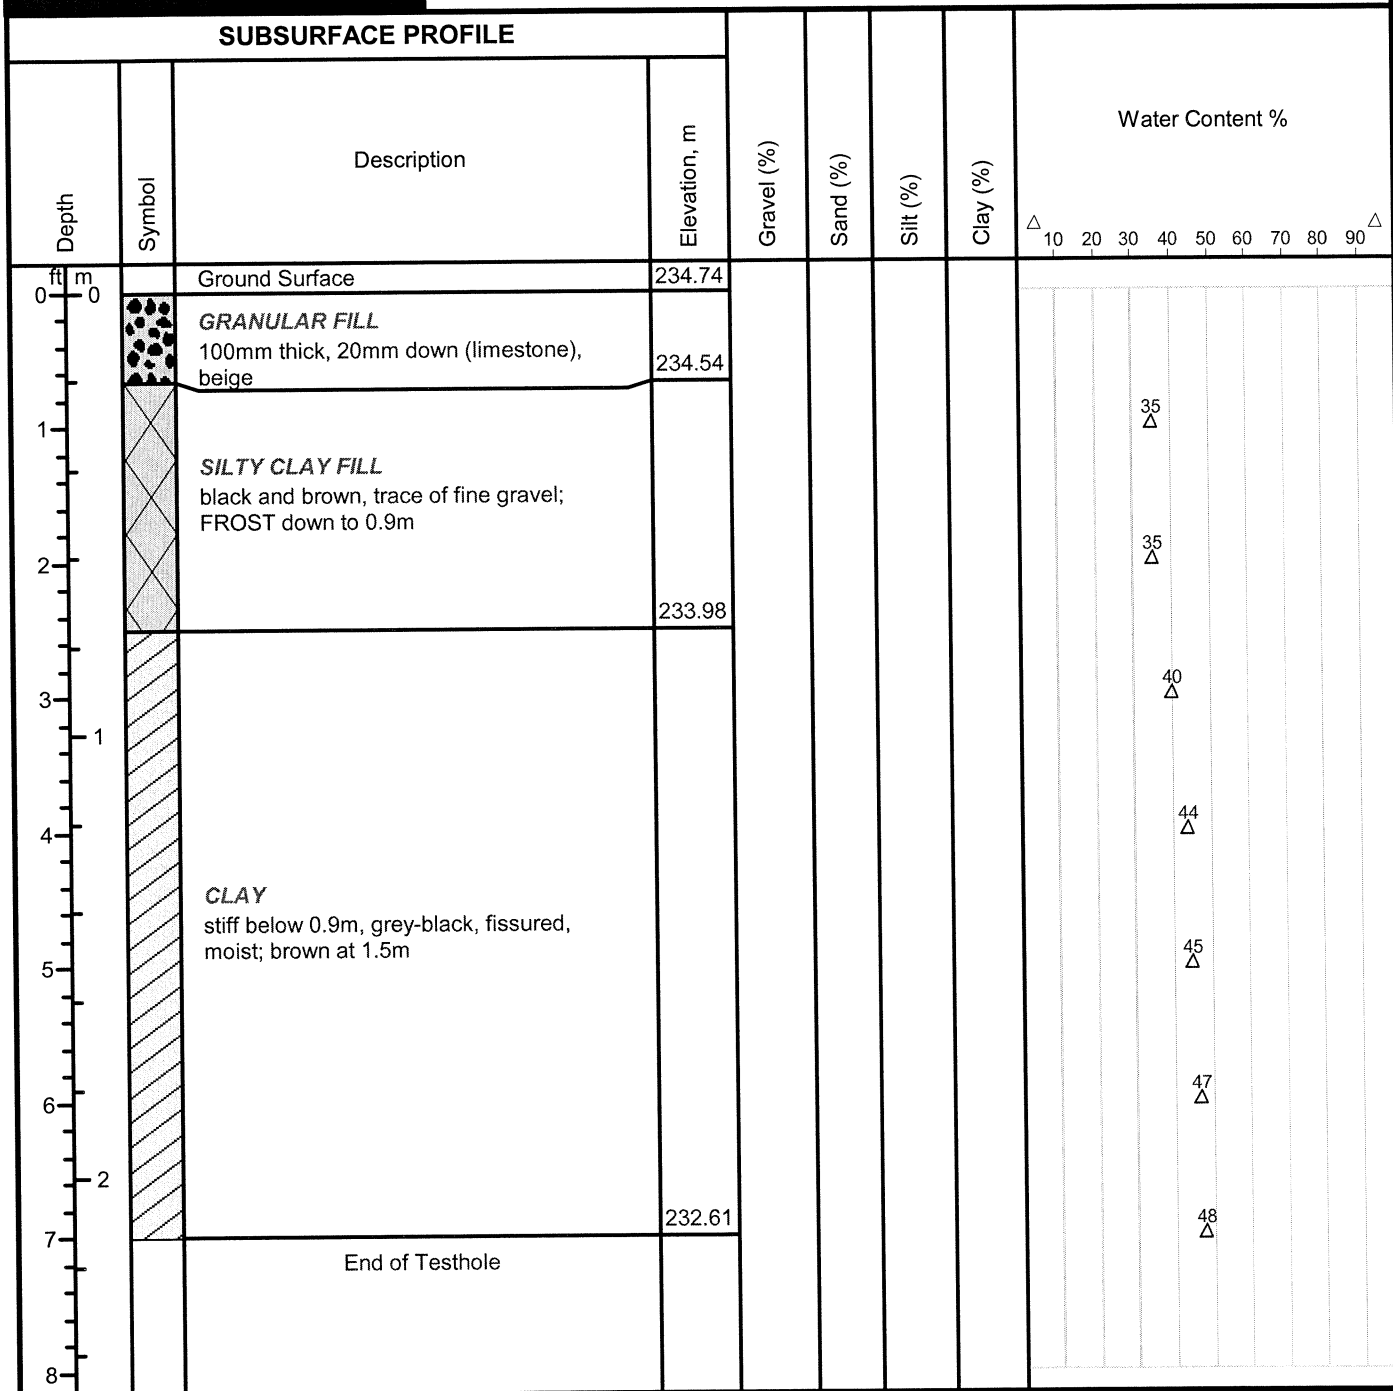 SUBSURFACE PROFILE
Depth
Symbol
Description
Elevation, m
Gravel (%)
Sand (%)
Silt (%)
Clay (%)
Water Content %
10 20 30 40 50 60 70 80 90
ft m
0 0
Ground Surface
234.74
GRANULAR FILL
100mm thick, 20mm down (limestone),
beige
234.54
35
1
SILTY CLAY FILL
black and brown, trace of fine gravel;
FROST down to 0.9m
35
2
233.98
40
3
1
44
4
CLAY
stiff below 0.9m, grey-black, fissured,
moist; brown at 1.5m
45
5
47
6
2
232.61
48
7
End of Testhole
8